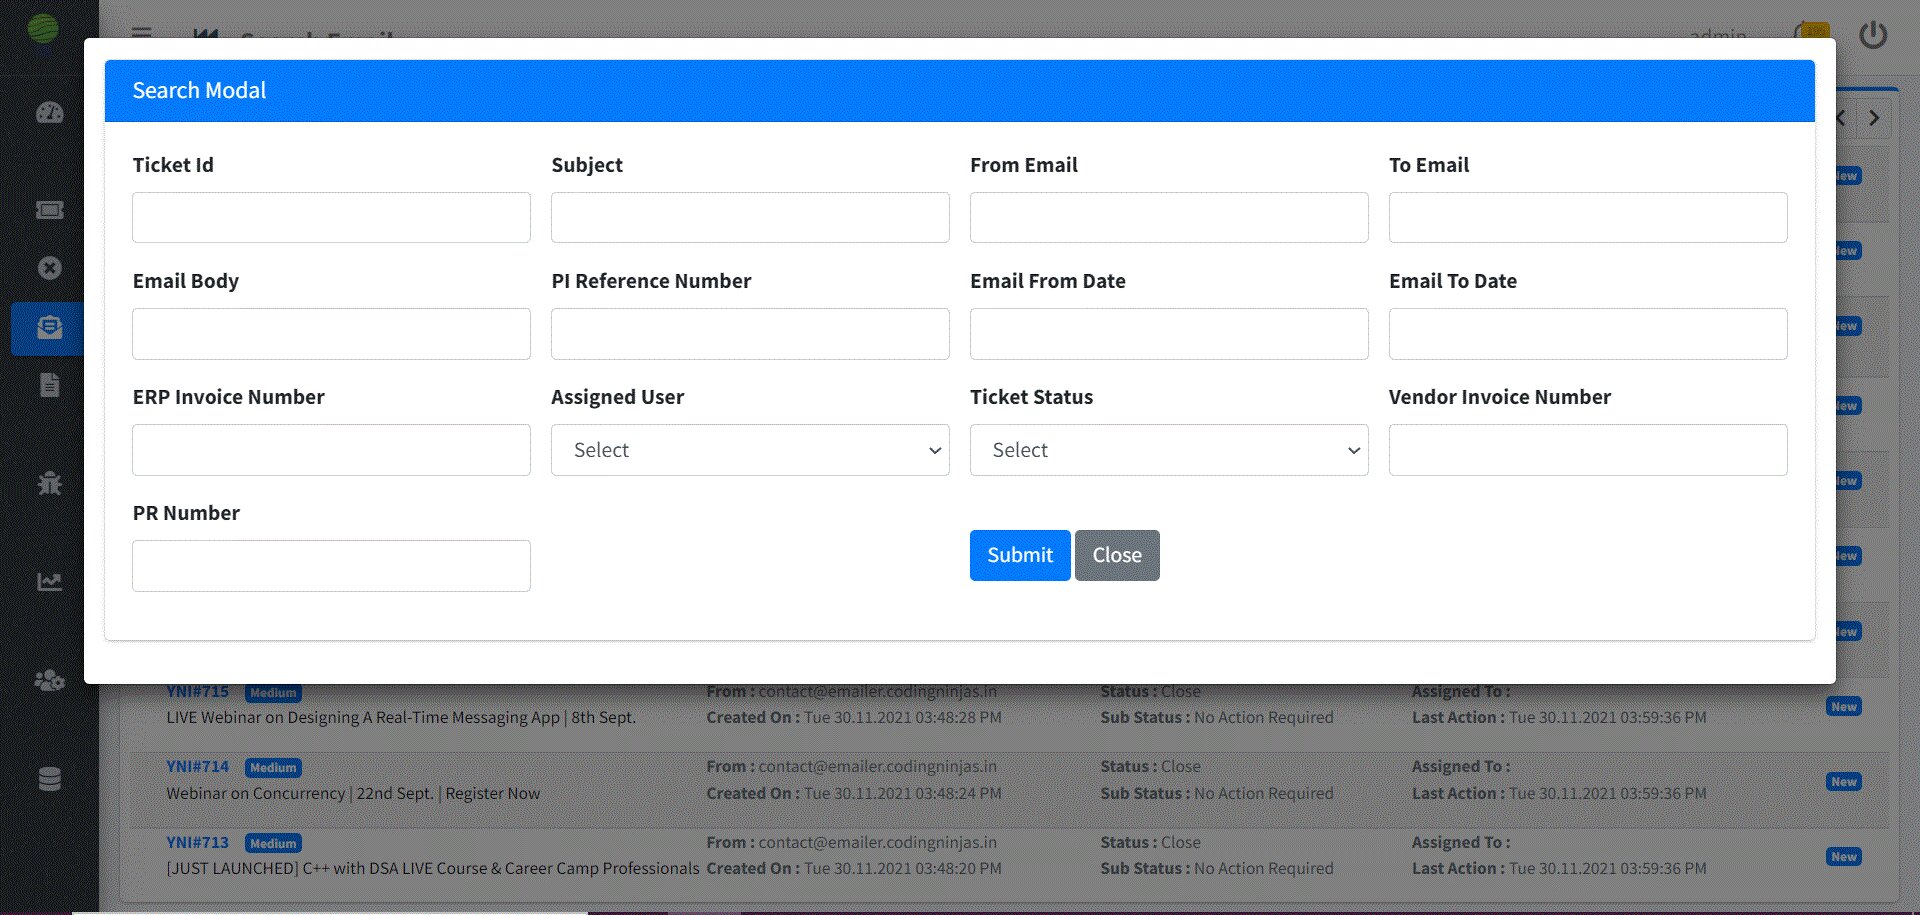 Search Email
admin
Search Modal
Ticket Id Subject From Email To Email
Email Body PI Reference Number Email From Date Email To Date
ERP Invoice Number Assigned User Ticket Status Vendor Invoice Number
Select Select
PR Number
Submit Close
YNI#715 Medium From : contact@emailer.codingninjas.in Status : Close Assigned To :
LIVE Webinar on Designing A Real-Time Messaging App | 8th Sept. Created On : Tue 30.11.2021 03:48:28 PM Sub Status : No Action Required Last Action : Tue 30.11.2021 03:59:36 PM New
YNI#714 Medium From : contact@emailer.codingninjas.in Status : Close Assigned To :
Webinar on Concurrency | 22nd Sept. | Register Now Created On : Tue 30.11.2021 03:48:24 PM Sub Status : No Action Required Last Action : Tue 30.11.2021 03:59:36 PM New
YNI#713 Medium From : contact@emailer.codingninjas.in Status : Close Assigned To :
[JUST LAUNCHED] C++ with DSA LIVE Course & Career Camp Professionals Created On : Tue 30.11.2021 03:48:20 PM Sub Status : No Action Required Last Action : Tue 30.11.2021 03:59:36 PM New